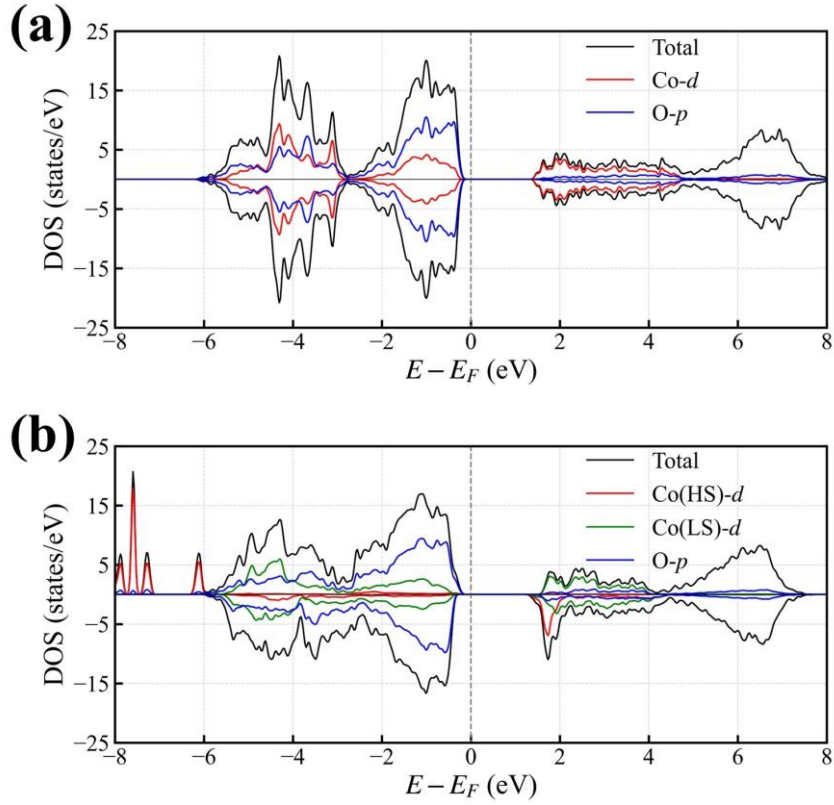 (a)
25
15
5
−5
−15
−25
DOS (states/eV)
Total
Co-d
O-p
−8 −6 −4 −2 0 2 4 6 8
E − E_F (eV)
(b)
25
15
5
−5
−15
−25
DOS (states/eV)
Total
Co(HS)-d
Co(LS)-d
O-p
−8 −6 −4 −2 0 2 4 6 8
E − E_F (eV)